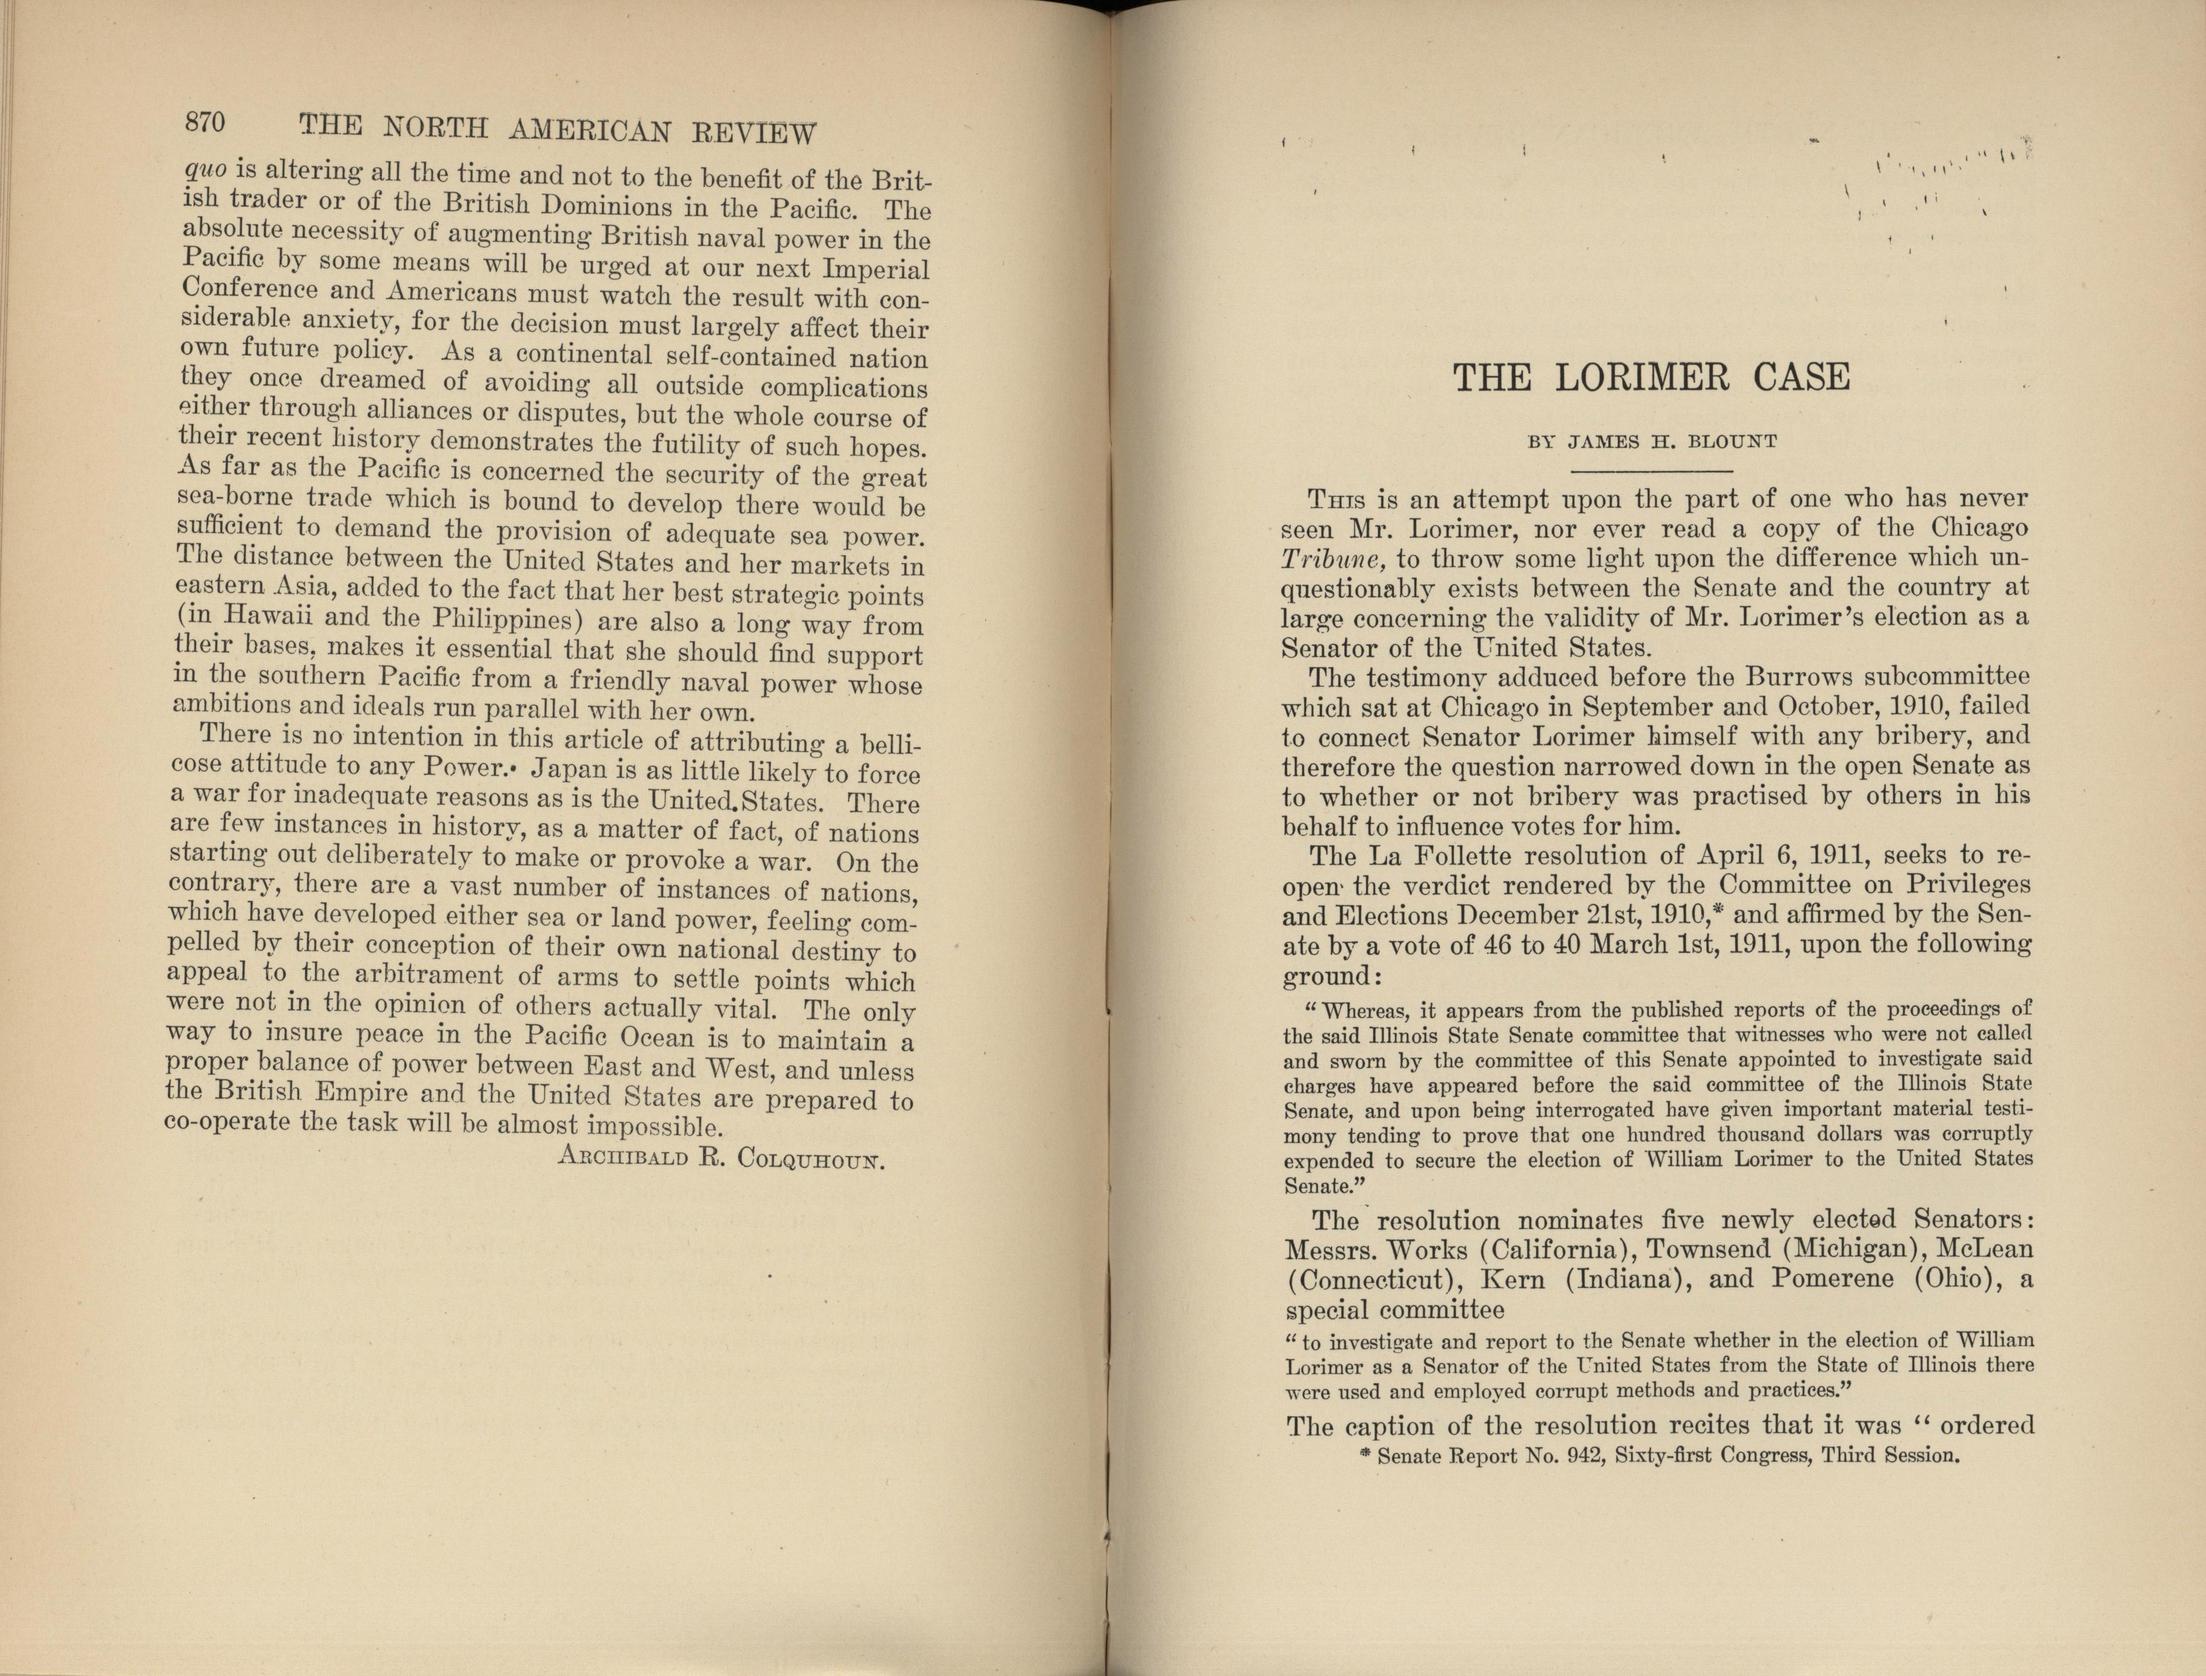 870 THE NORTH AMERICAN REVIEW
quo is altering all the time and not to the benefit of the Brit-
ish trader or of the British Dominions in the Pacific. The
absolute necessity of augmenting British naval power in the
Pacific by some means will be urged at our next Imperial
Conference and Americans must watch the result with con-
siderable anxiety, for the decision must largely affect their
own future policy. As a continental self-contained nation
they once dreamed of avoiding all outside complications
either through alliances or disputes, but the whole course of
their recent history demonstrates the futility of such hopes.
As far as the Pacific is concerned the security of the great
sea-borne trade which is bound to develop there would be
sufficient to demand the provision of adequate sea power.
The distance between the United States and her markets in
eastern Asia, added to the fact that her best strategic points
(in Hawaii and the Philippines) are also a long way from
their bases, makes it essential that she should find support
in the southern Pacific from a friendly naval power whose
ambitions and ideals run parallel with her own.
There is no intention in this article of attributing a belli-
cose attitude to any Power. Japan is as little likely to force
a war for inadequate reasons as is the United States. There
are few instances in history, as a matter of fact, of nations
starting out deliberately to make or provoke a war. On the
contrary, there are a vast number of instances of nations,
which have developed either sea or land power, feeling com-
pelled by their conception of their own national destiny to
appeal to the arbitrament of arms to settle points which
were not in the opinion of others actually vital. The only
way to insure peace in the Pacific Ocean is to maintain a
proper balance of power between East and West, and unless
the British Empire and the United States are prepared to
co-operate the task will be almost impossible.
ARCHIBALD R. COLQUHOUN.
THE LORIMER CASE
BY JAMES H. BLOUNT
THIS is an attempt upon the part of one who has never
seen Mr. Lorimer, nor ever read a copy of the Chicago
Tribune, to throw some light upon the difference which un-
questionably exists between the Senate and the country at
large concerning the validity of Mr. Lorimer's election as a
Senator of the United States.
The testimony adduced before the Burrows subcommittee
which sat at Chicago in September and October, 1910, failed
to connect Senator Lorimer himself with any bribery, and
therefore the question narrowed down in the open Senate as
to whether or not bribery was practised by others in his
behalf to influence votes for him.
The La Follette resolution of April 6, 1911, seeks to re-
open the verdict rendered by the Committee on Privileges
and Elections December 21st, 1910,* and affirmed by the Sen-
ate by a vote of 46 to 40 March 1st, 1911, upon the following
ground:
“ Whereas, it appears from the published reports of the proceedings of
the said Illinois State Senate committee that witnesses who were not called
and sworn by the committee of this Senate appointed to investigate said
charges have appeared before the said committee of the Illinois State
Senate, and upon being interrogated have given important material testi-
mony tending to prove that one hundred thousand dollars was corruptly
expended to secure the election of William Lorimer to the United States
Senate.”
The resolution nominates five newly elected Senators:
Messrs. Works (California), Townsend (Michigan), McLean
(Connecticut), Kern (Indiana), and Pomerene (Ohio), a
special committee
“ to investigate and report to the Senate whether in the election of William
Lorimer as a Senator of the United States from the State of Illinois there
were used and employed corrupt methods and practices.”
The caption of the resolution recites that it was “ ordered
* Senate Report No. 942, Sixty-first Congress, Third Session.